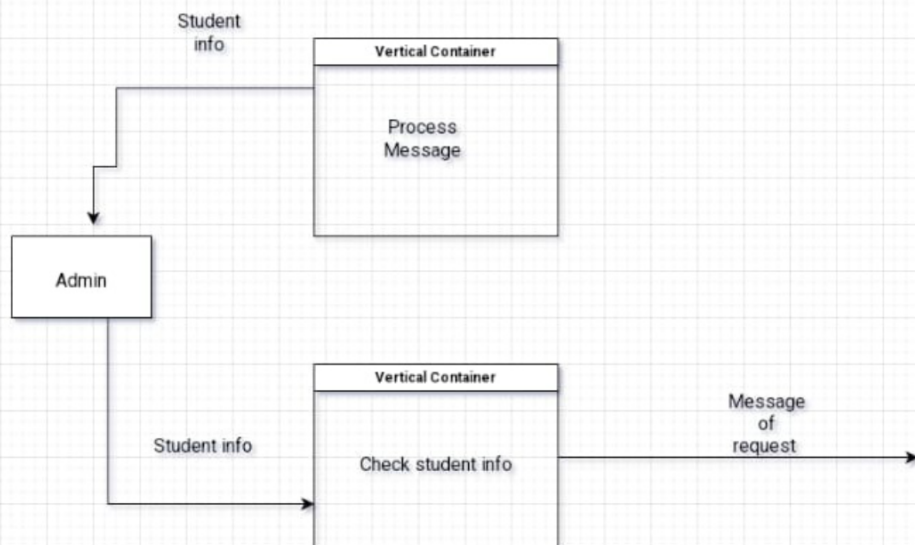 Student
info
Vertical Container
Process
Message
Admin
Vertical Container
Student info
Check student info
Message
of
request